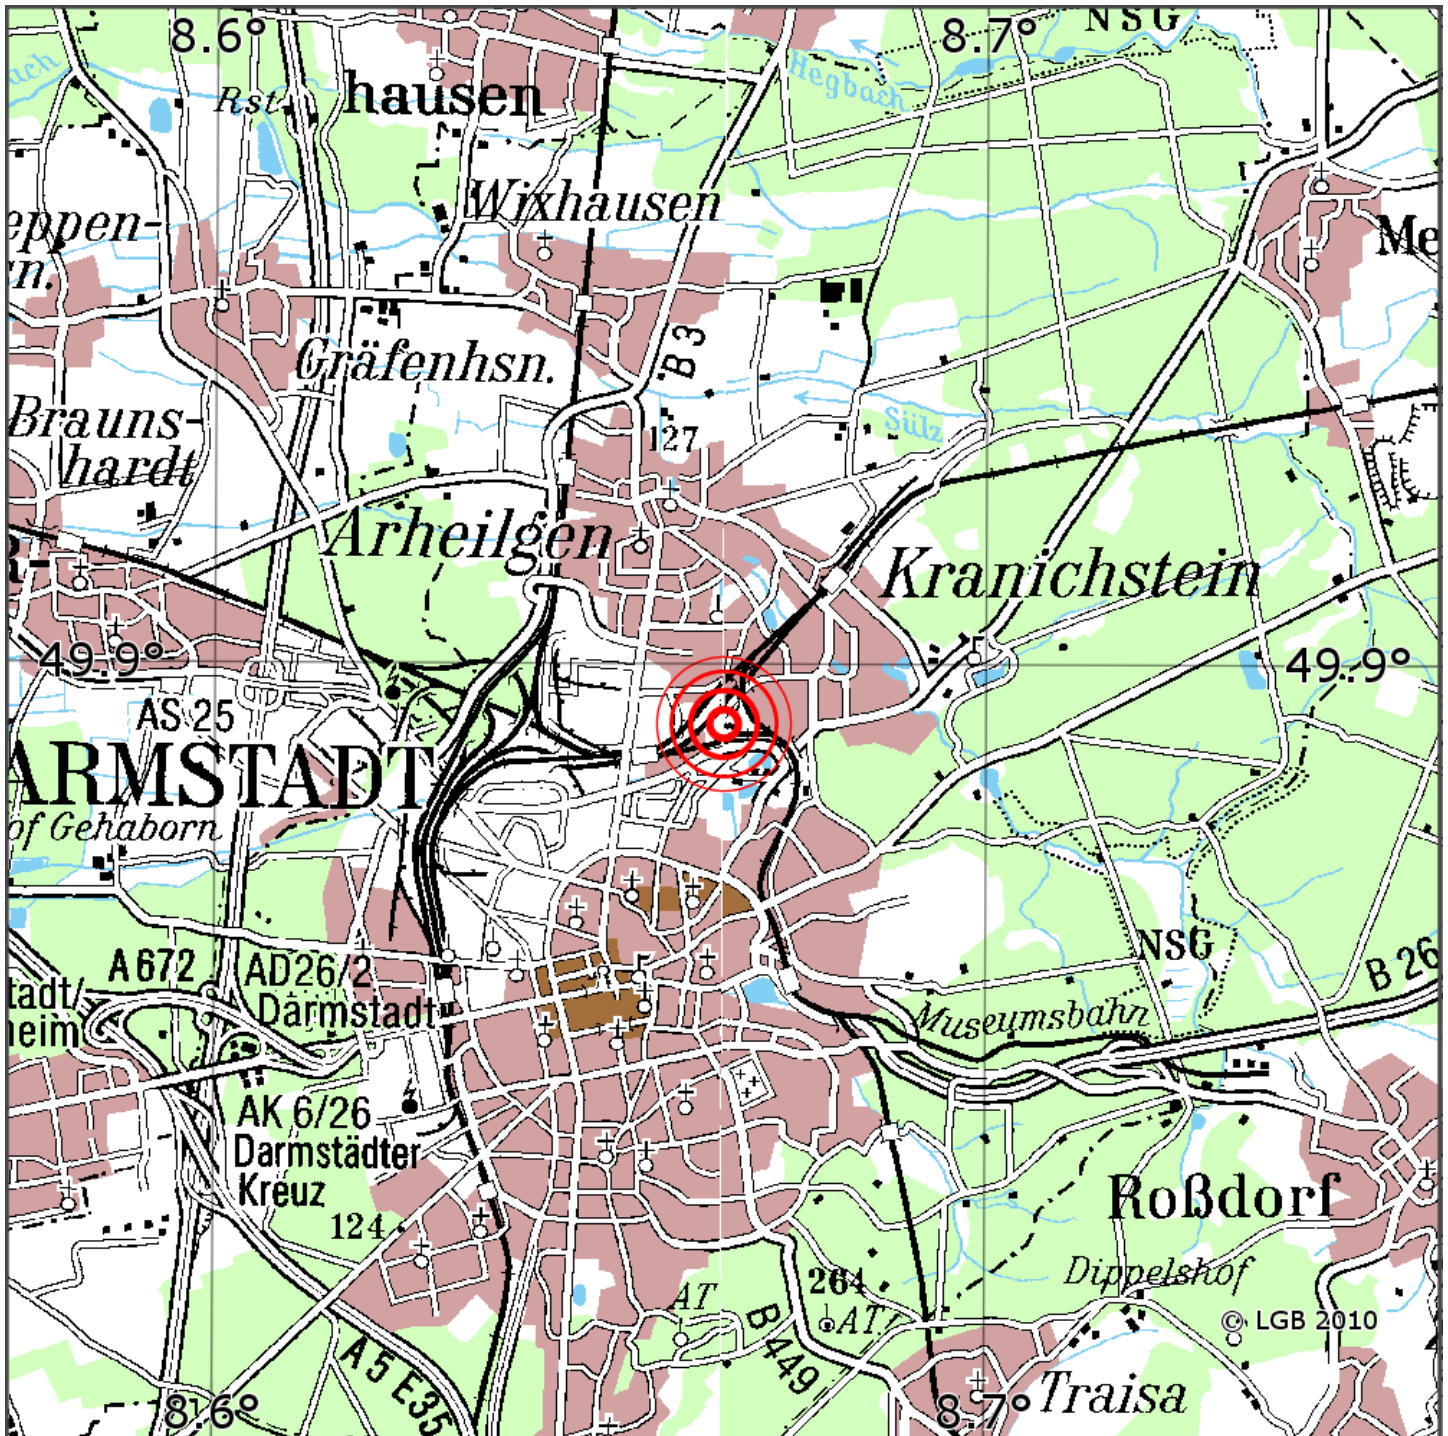 8.6°
8.7°
NSG
ach
Rst.
hausen
Hegbach
Wixhausen
eppen-
n.
Me
B 3
Gräfenhsn.
Brauns-
hardt
127
Sülz
Arheilgen
Kranichstein
49.9°
49.9°
AS 25
ARMSTADT
of Gehaborn
A 672
AD26/2
Darmstadt
tadt/
heim
NSG
B 26
Museumsbahn
AK 6/26
Darmstädter
Kreuz
124
Roßdorf
Dippelshof
264
AT
AT.
B 449
© LGB 2010
A 5 E35
Traisa
8.6°
8.7°